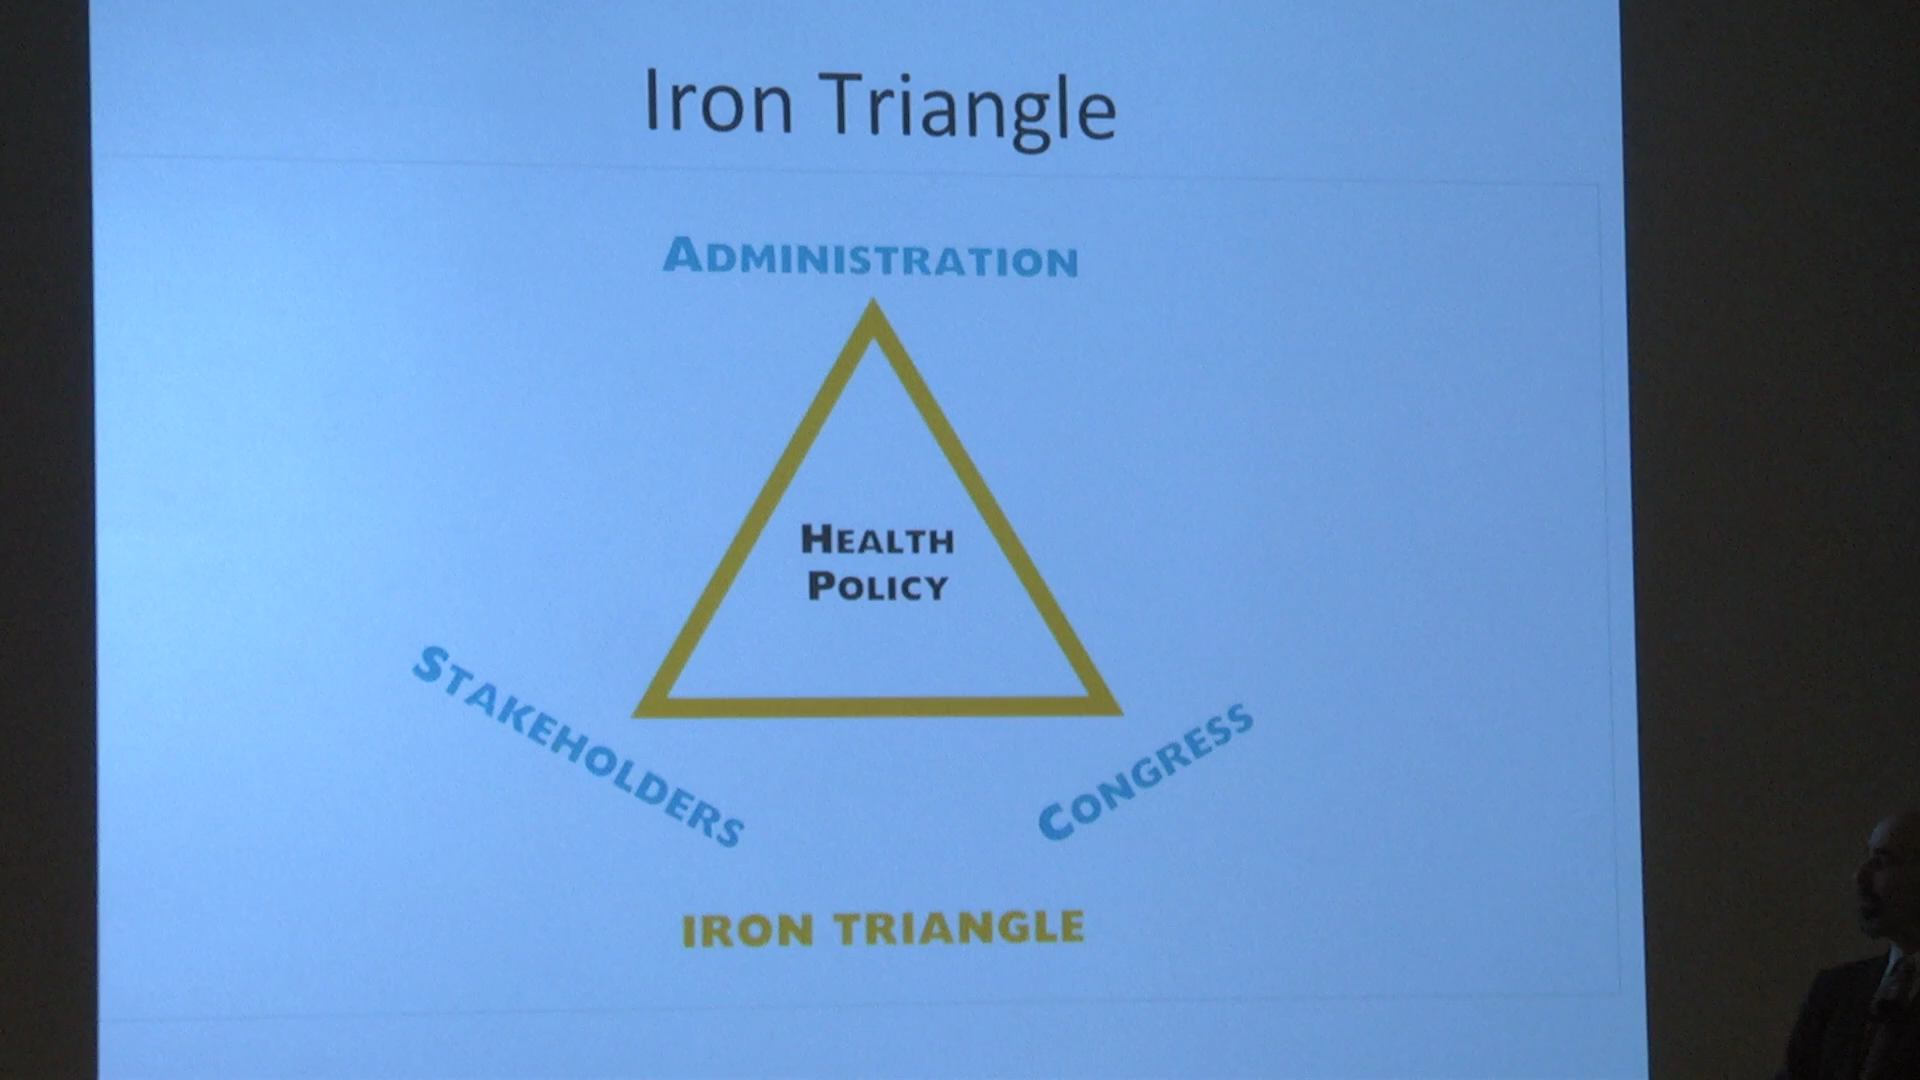 Iron Triangle
ADMINISTRATION
HEALTH
POLICY
STAKEHOLDERS
CONGRESS
IRON TRIANGLE